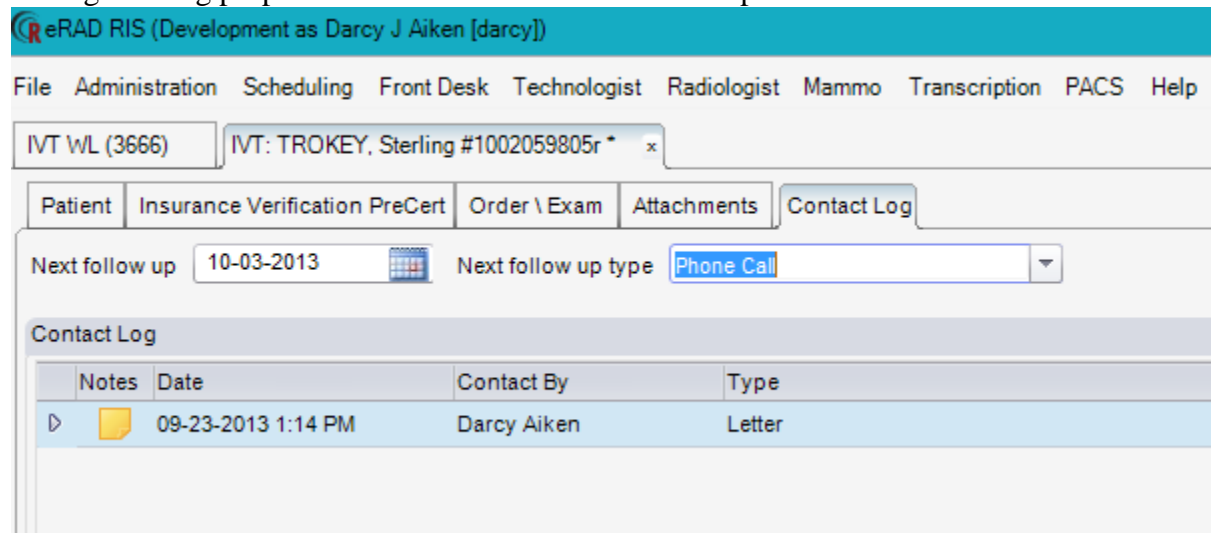 eRAD RIS (Development as Darcy J Aiken [darcy])
File Administration Scheduling Front Desk Technologist Radiologist Mammo Transcription PACS Help
IVT WL (3666) IVT: TROKEY, Sterling #1002059805r * x
Patient Insurance Verification PreCert Order \ Exam Attachments Contact Log
Next follow up 10-03-2013 Next follow up type Phone Call
Contact Log
Notes Date Contact By Type
09-23-2013 1:14 PM Darcy Aiken Letter